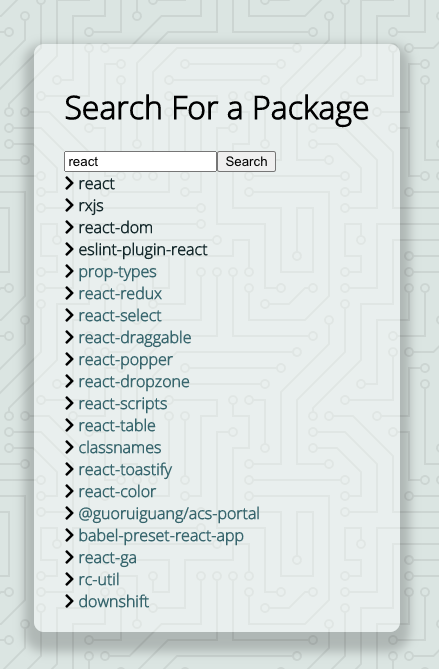 Search For a Package
react Search
react
rxjs
react-dom
eslint-plugin-react
prop-types
react-redux
react-select
react-draggable
react-popper
react-dropzone
react-scripts
react-table
classnames
react-toastify
react-color
@guoruiguang/acs-portal
babel-preset-react-app
react-ga
rc-util
downshift